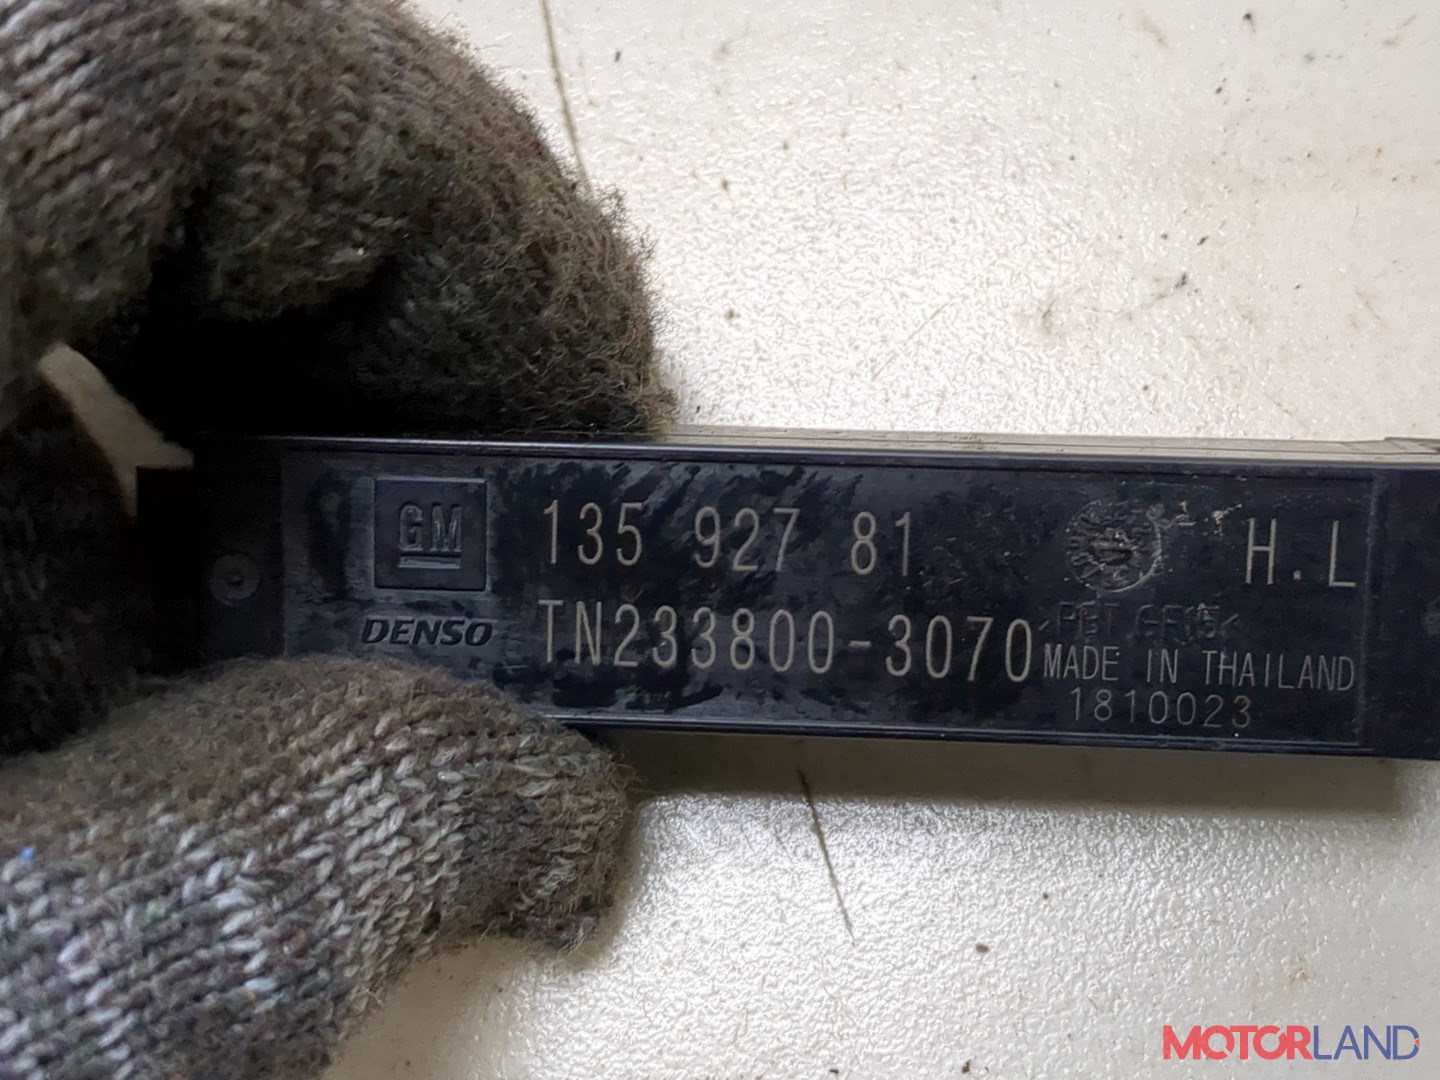 GM
135 927 81
H.L
DENSO
TN233800-3070
MADE IN THAILAND
1810023
MOTORLAND